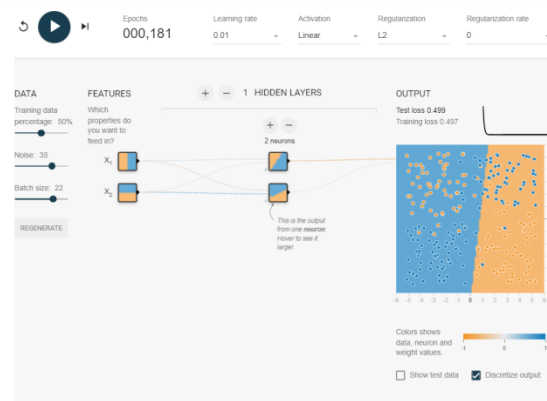 Epochs
000,181
Learning rate
0.01
Activation
Linear
Regularization
L2
Regularization rate
0
DATA
Training data
percentage: 50%
Noise: 35
Batch size: 22
REGENERATE
FEATURES
Which
properties do
you want to
feed in?
X1
X2
+ − 1 HIDDEN LAYERS
+ −
2 neurons
This is the output
from one neuron.
Hover to see it
larger.
OUTPUT
Test loss 0.499
Training loss 0.497
-6 -5 -4 -3 -2 -1 0 1 2 3 4 5 6
Colors shows
data, neuron and
weight values.
-1 0 1
Show test data
Discretize output